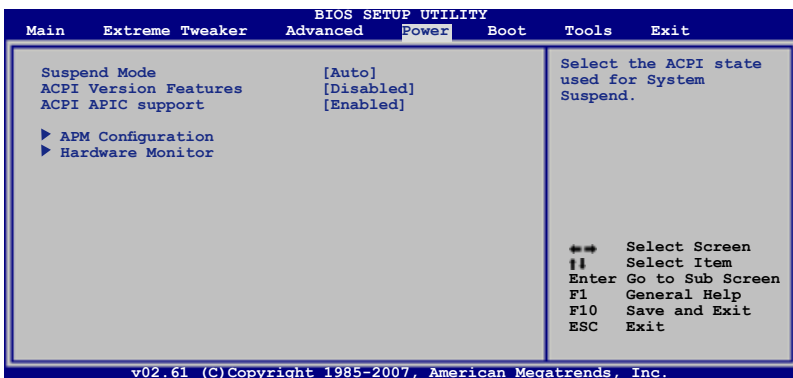 BIOS SETUP UTILITY
Main Extreme Tweaker Advanced Power Boot Tools Exit
Suspend Mode [Auto]
ACPI Version Features [Disabled]
ACPI APIC support [Enabled]
APM Configuration
Hardware Monitor
Select the ACPI state
used for System
Suspend.
Select Screen
Select Item
Enter Go to Sub Screen
F1 General Help
F10 Save and Exit
ESC Exit
v02.61 (C)Copyright 1985-2007, American Megatrends, Inc.